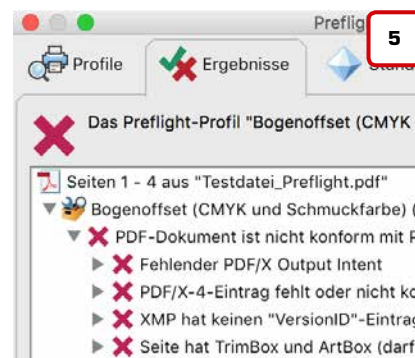 Preflig
5
Profile
Ergebnisse
Das Preflight-Profil "Bogenoffset (CMYK
Seiten 1 - 4 aus "Testdatei_Preflight.pdf"
Bogenoffset (CMYK und Schmuckfarbe) (
PDF-Dokument ist nicht konform mit P
Fehlender PDF/X Output Intent
PDF/X-4-Eintrag fehlt oder nicht ko
XMP hat keinen "VersionID"-Eintrag
Seite hat TrimBox und ArtBox (darf